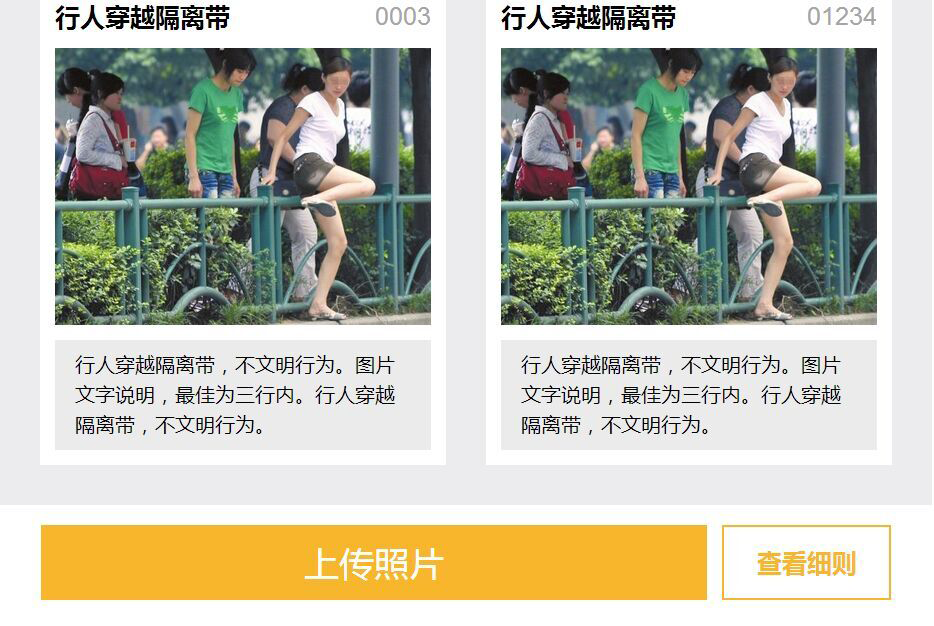 行人穿越隔离带 0003
行人穿越隔离带，不文明行为。图片
文字说明，最佳为三行内。行人穿越
隔离带，不文明行为。
行人穿越隔离带 01234
行人穿越隔离带，不文明行为。图片
文字说明，最佳为三行内。行人穿越
隔离带，不文明行为。
上传照片
查看细则